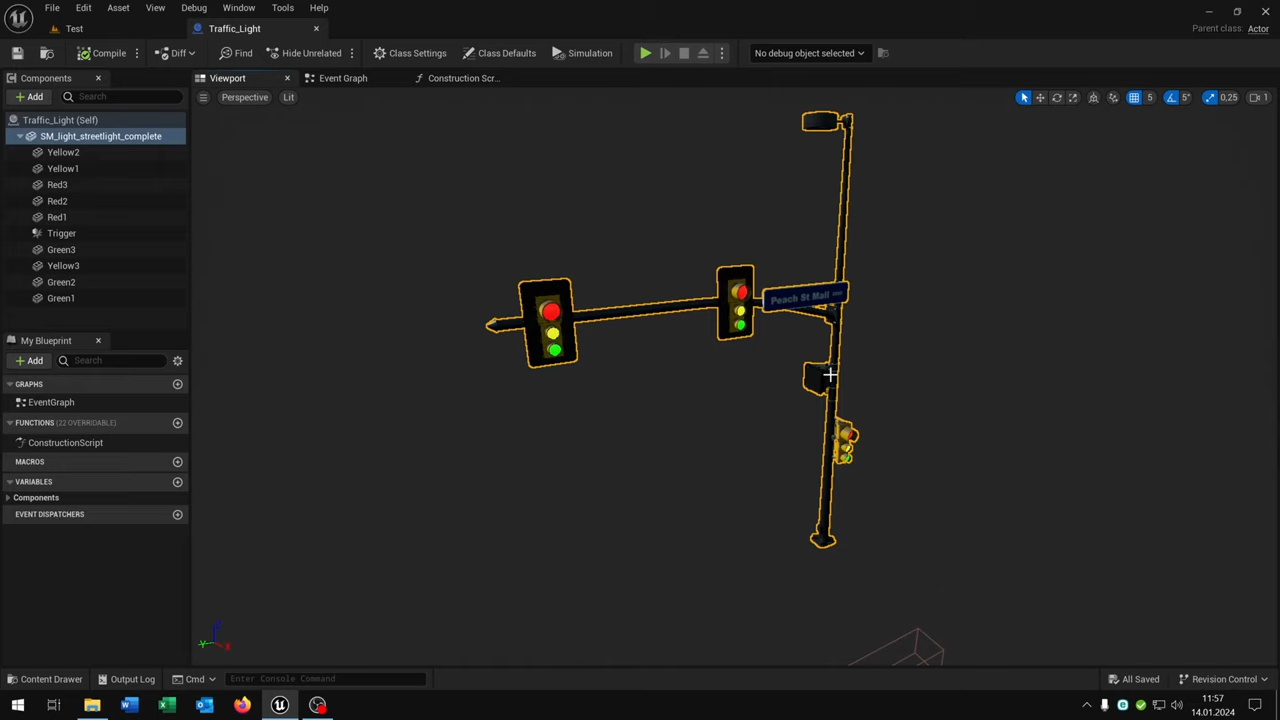 File Edit Asset View Debug Window Tools Help
Test
Traffic_Light
Parent class: Actor
Compile
Diff
Find
Hide Unrelated
Class Settings
Class Defaults
Simulation
No debug object selected
Components
Viewport
Event Graph
Construction Scr...
Add
Search
Perspective
Lit
5
5°
0,25
1
Traffic_Light (Self)
SM_light_streetlight_complete
Yellow2
Yellow1
Red3
Red2
Red1
Trigger
Green3
Yellow3
Green2
Green1
Peach St Mall
My Blueprint
Add
Search
GRAPHS
EventGraph
FUNCTIONS (22 OVERRIDABLE)
ConstructionScript
MACROS
VARIABLES
Components
EVENT DISPATCHERS
Z
Y
X
Content Drawer
Output Log
Cmd
Enter Console Command
All Saved
Revision Control
11:57
14.01.2024